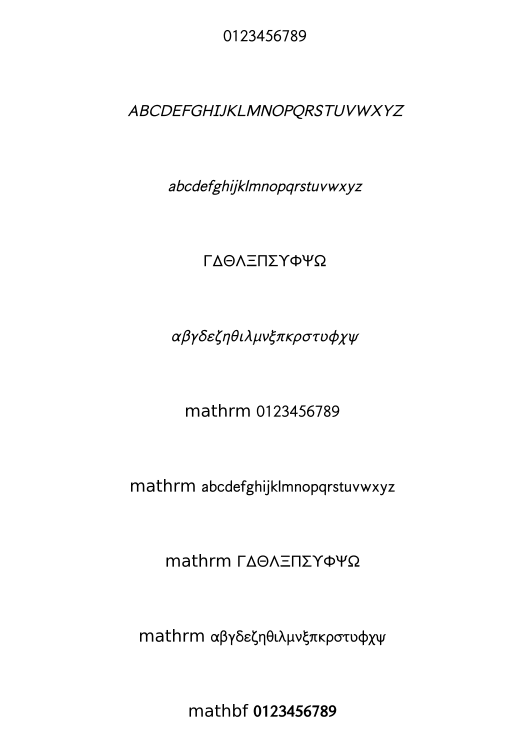 0123456789
ABCDEFGHIJKLMNOPQRSTUVWXYZ
abcdefghijklmnopqrstuvwxyz
ΓΔΘΛΞΠΣΥΦΨΩ
αβγδεζηθιλμνξπκρστυϕχψ
mathrm 0123456789
mathrm abcdefghijklmnopqrstuvwxyz
mathrm ΓΔΘΛΞΠΣΥΦΨΩ
mathrm αβγδεζηθιλμνξπκρστυϕχψ
mathbf 0123456789